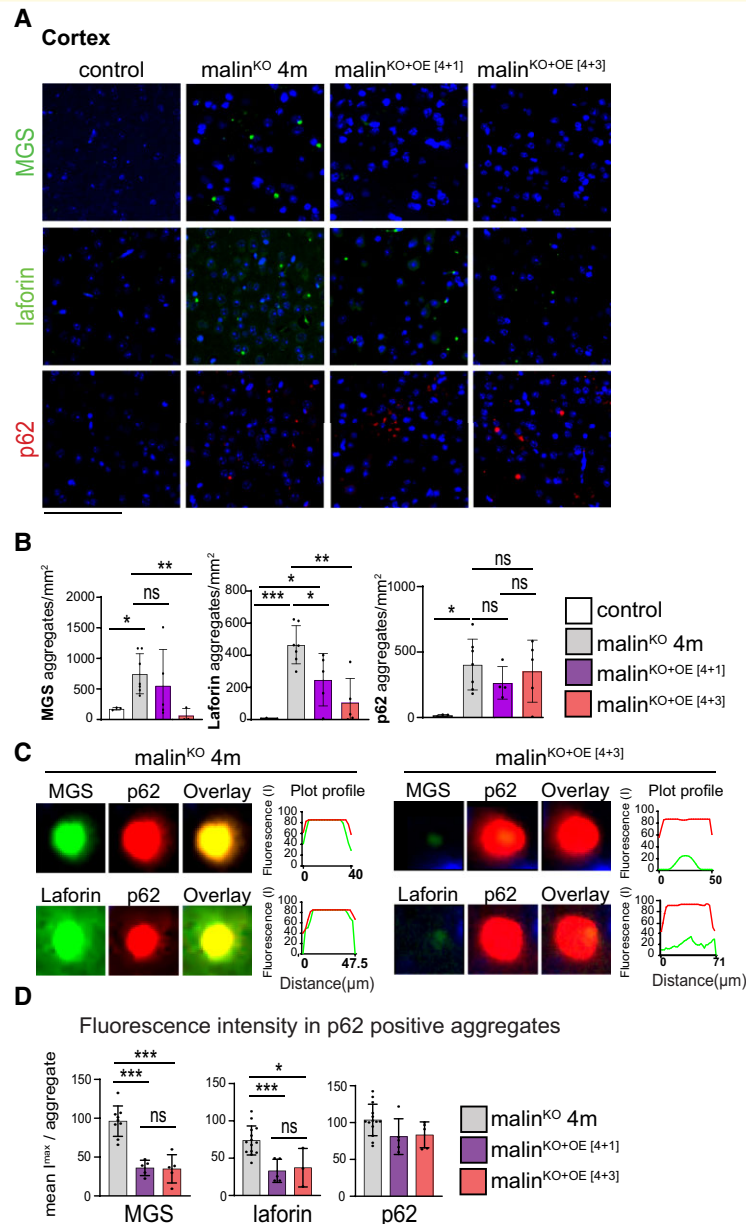 A
Cortex
control malin^KO 4m malin^KO+OE [4+1] malin^KO+OE [4+3]
MGS
laforin
p62
B
MGS aggregates/mm²
2000
1500
1000
500
0
* ns **
Laforin aggregates/mm²
800
600
400
200
0
*** * * **
p62 aggregates/mm²
1000
500
0
* ns ns ns
control
malin^KO 4m
malin^KO+OE [4+1]
malin^KO+OE [4+3]
C
malin^KO 4m malin^KO+OE [4+3]
MGS p62 Overlay Plot profile MGS p62 Overlay Plot profile
Fluorescence (I)
100
80
60
40
20
0
0 40
Fluorescence (I)
100
80
60
40
20
0
0 50
Laforin p62 Overlay Laforin p62 Overlay
Fluorescence (I)
100
80
60
40
20
0
0 47.5
Distance(µm)
Fluorescence (I)
100
80
60
40
20
0
0 71
Distance(µm)
D
Fluorescence intensity in p62 positive aggregates
mean I^max / aggregate
150
100
50
0
*** *** ns
MGS
150
100
50
0
*** * ns
laforin
150
100
50
0
p62
malin^KO 4m
malin^KO+OE [4+1]
malin^KO+OE [4+3]